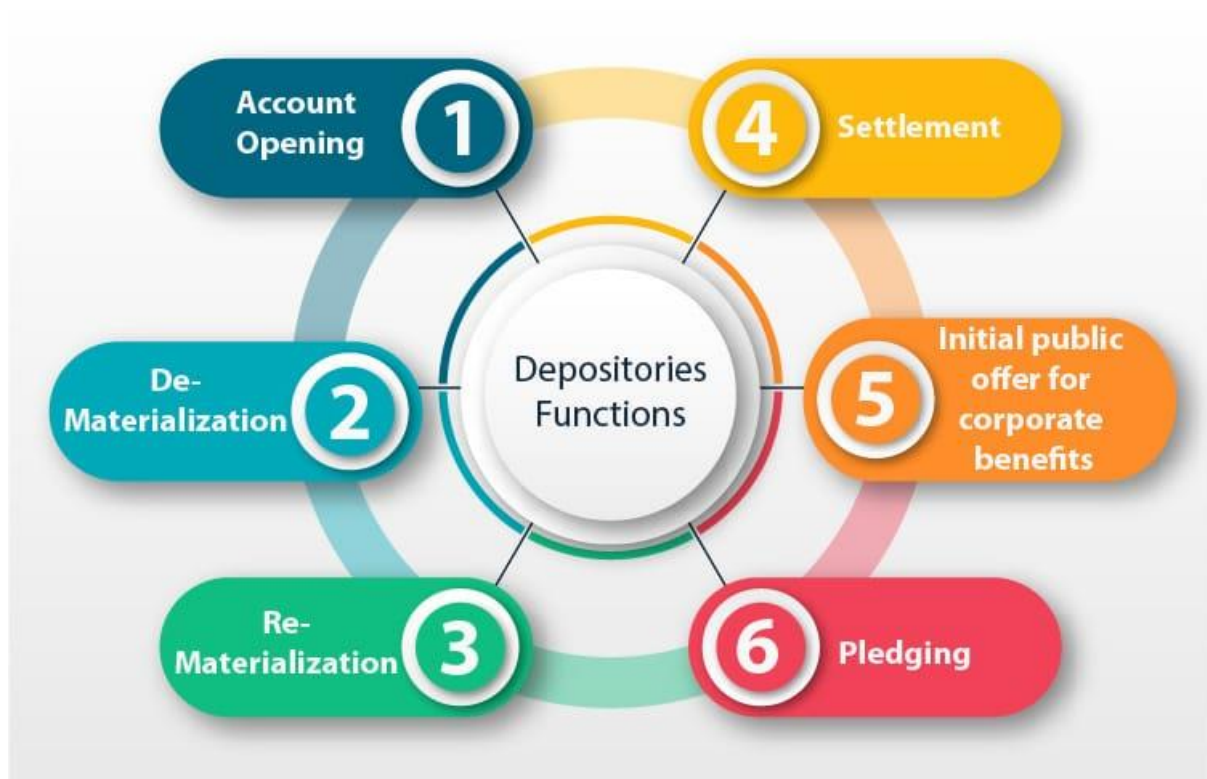 Depositories
Functions
1
Account
Opening
2
De-
Materialization
3
Re-
Materialization
4
Settlement
5
Initial public
offer for
corporate
benefits
6
Pledging